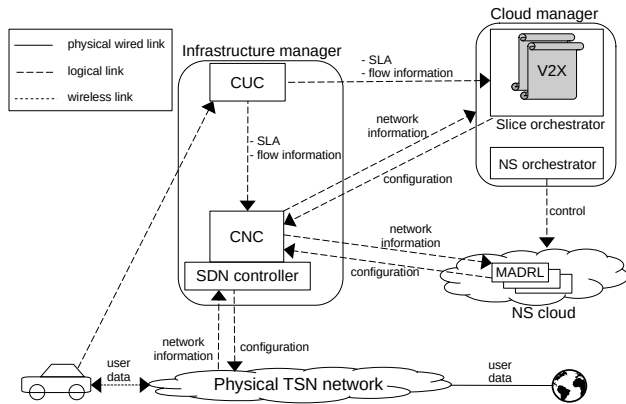 physical wired link
logical link
wireless link
Infrastructure manager
Cloud manager
CUC
- SLA
- flow information
V2X
Slice orchestrator
- SLA
- flow information
network
information
configuration
NS orchestrator
control
CNC
SDN controller
network
information
configuration
MADRL
NS cloud
network
information
configuration
user
data
Physical TSN network
user
data